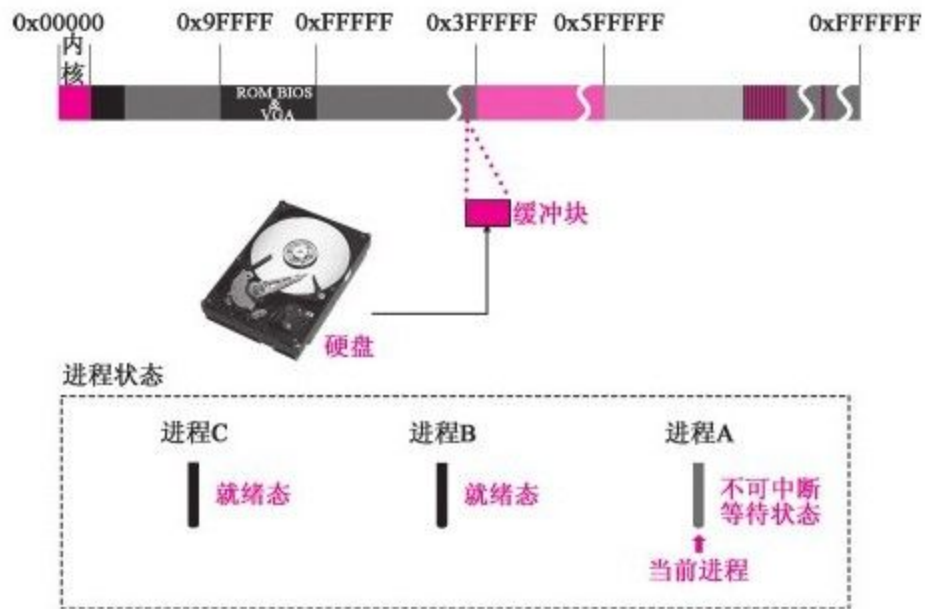 0x00000 0x9FFFF 0xFFFFF 0x3FFFFF 0x5FFFFF 0xFFFFFF
内
核
ROM BIOS
&
VGA
缓冲块
硬盘
进程状态
进程C 进程B 进程A
就绪态 就绪态 不可中断
等待状态
当前进程